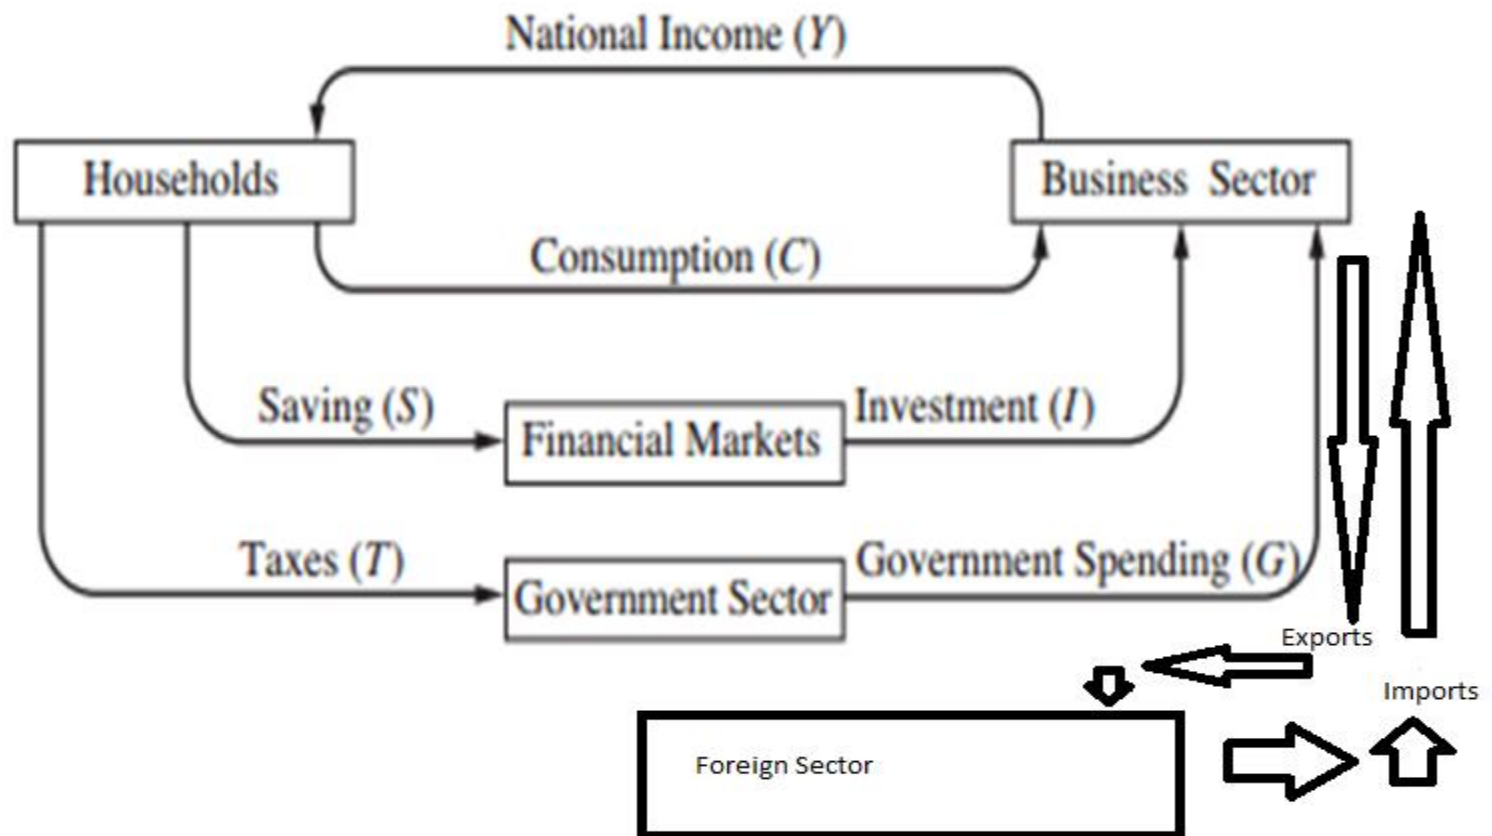 National Income (Y)
Households
Business Sector
Consumption (C)
Saving (S)
Financial Markets
Investment (I)
Taxes (T)
Government Sector
Government Spending (G)
Exports
Imports
Foreign Sector